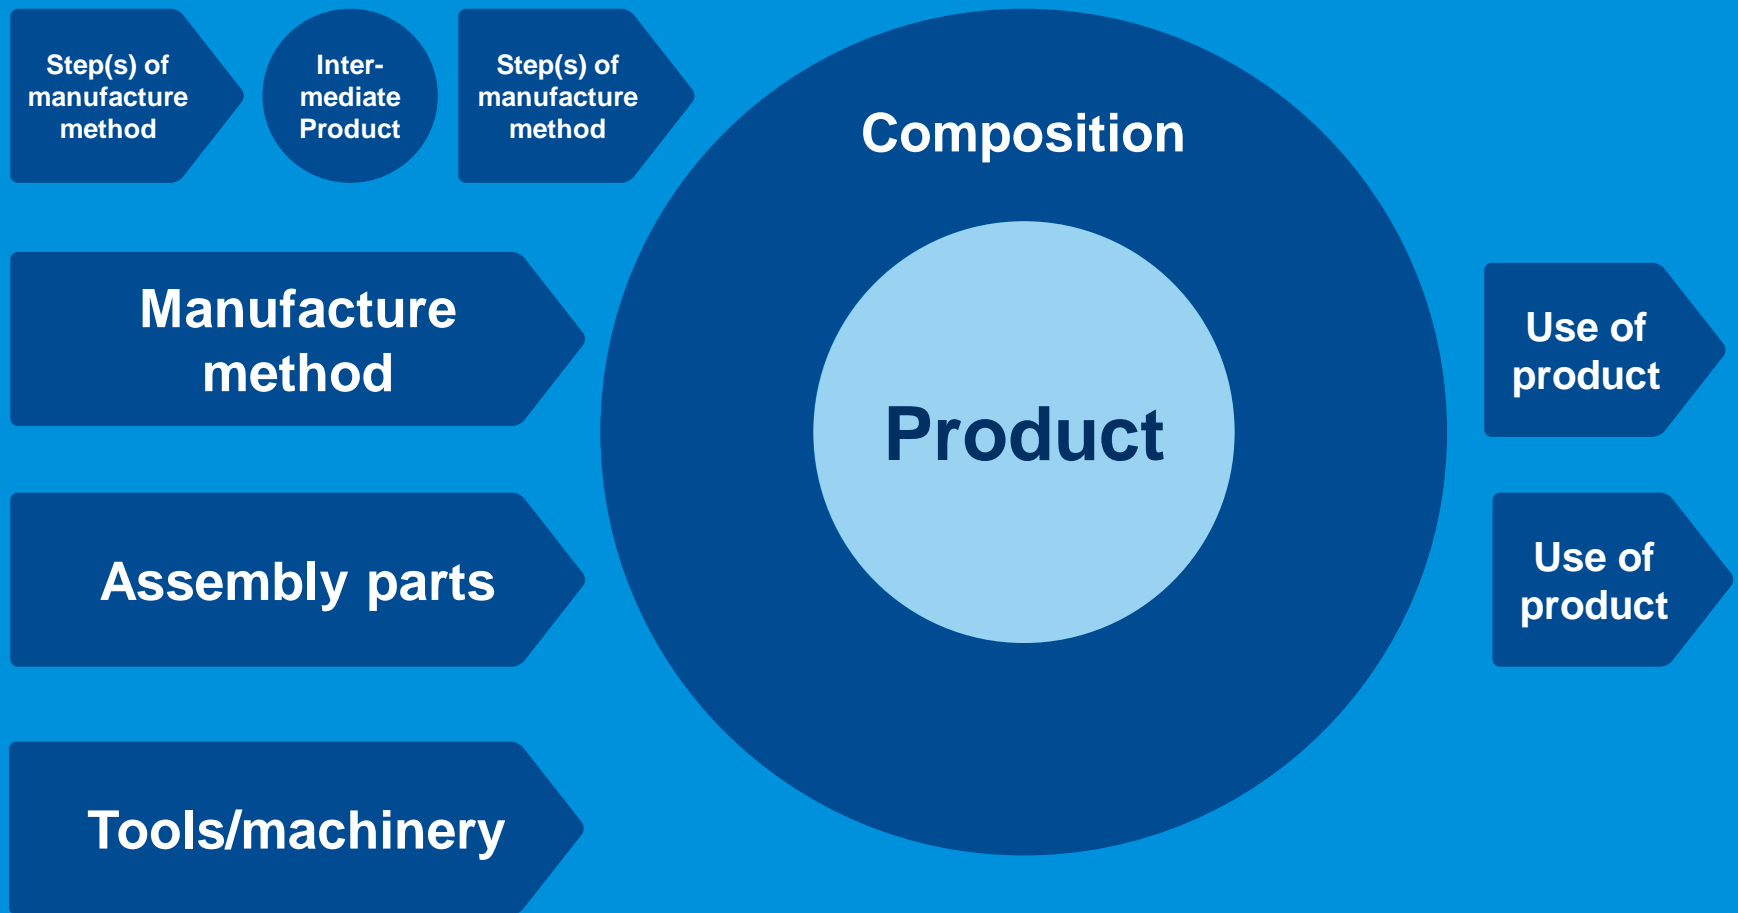 Step(s) of
manufacture
method
Inter-
mediate
Product
Step(s) of
manufacture
method
Composition
Manufacture
method
Product
Use of
product
Assembly parts
Use of
product
Tools/machinery